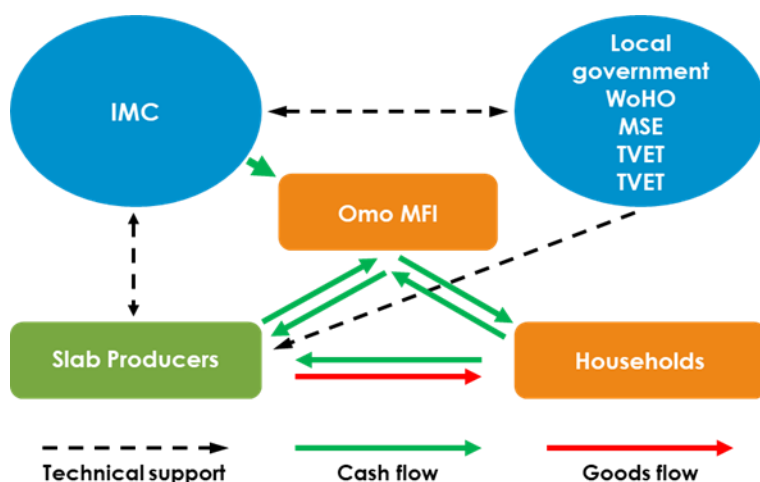 IMC
Local
government
WoHO
MSE
TVET
TVET
Omo MFI
Slab Producers
Households
Technical support
Cash flow
Goods flow